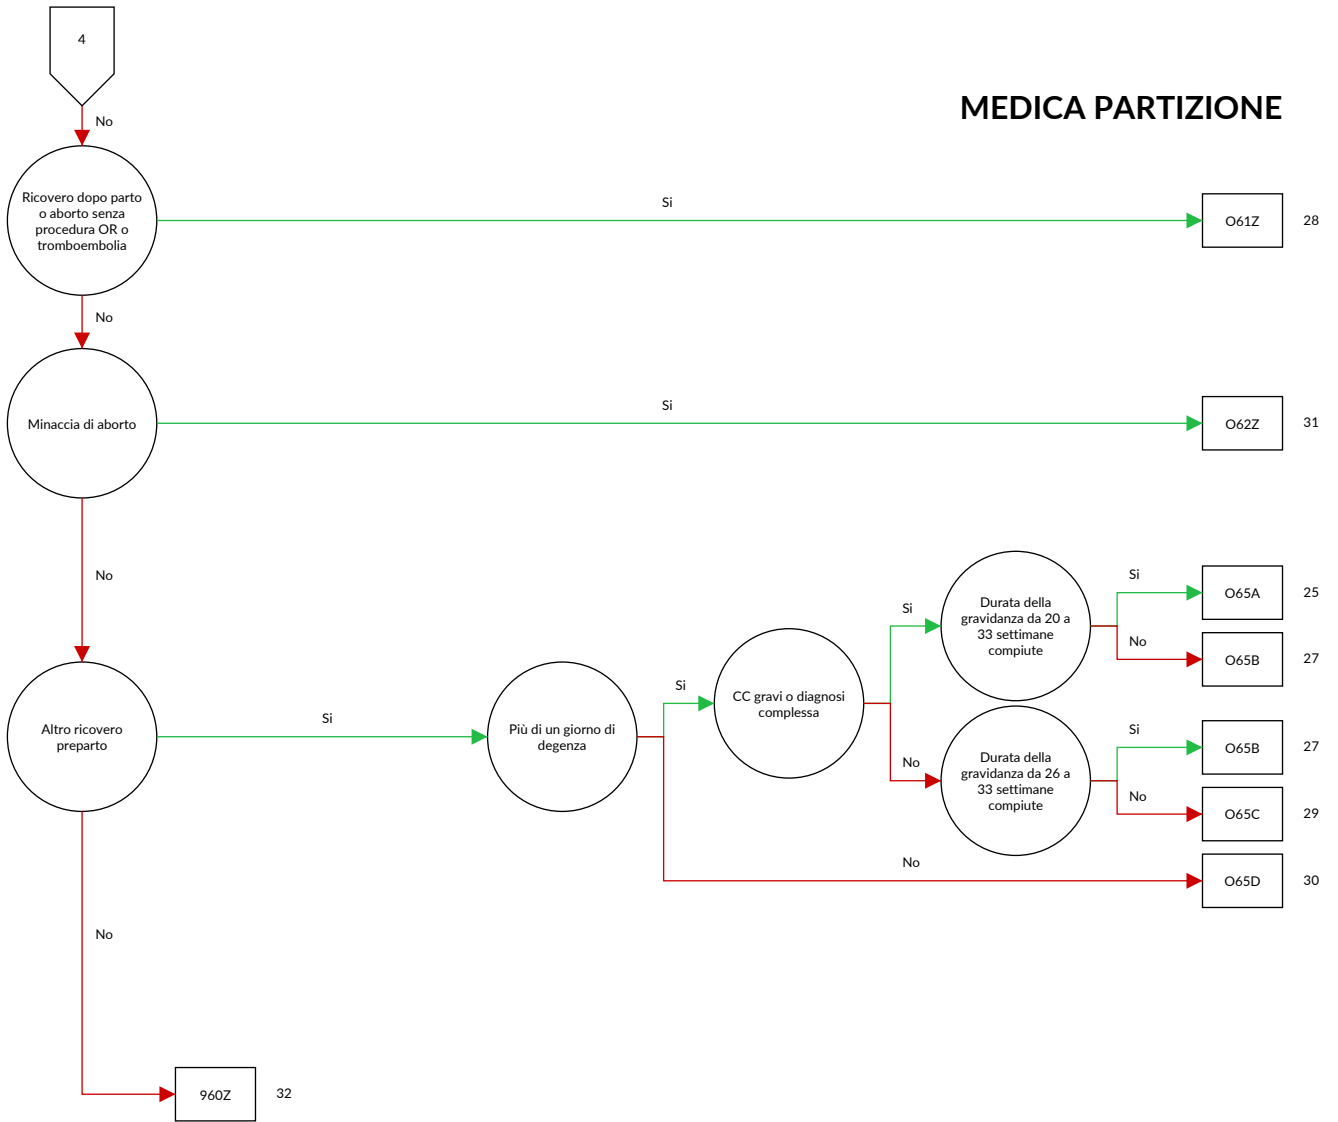 4
MEDICA PARTIZIONE
No
Ricovero dopo parto
o aborto senza
procedura OR o
tromboembolia
Si
O61Z
28
No
Minaccia di aborto
Si
O62Z
31
No
Altro ricovero
preparto
Si
Più di un giorno di
degenza
Si
CC gravi o diagnosi
complessa
Si
Durata della
gravidanza da 20 a
33 settimane
compiute
Si
O65A
25
No
O65B
27
No
Durata della
gravidanza da 26 a
33 settimane
compiute
Si
O65B
27
No
O65C
29
No
O65D
30
No
960Z
32